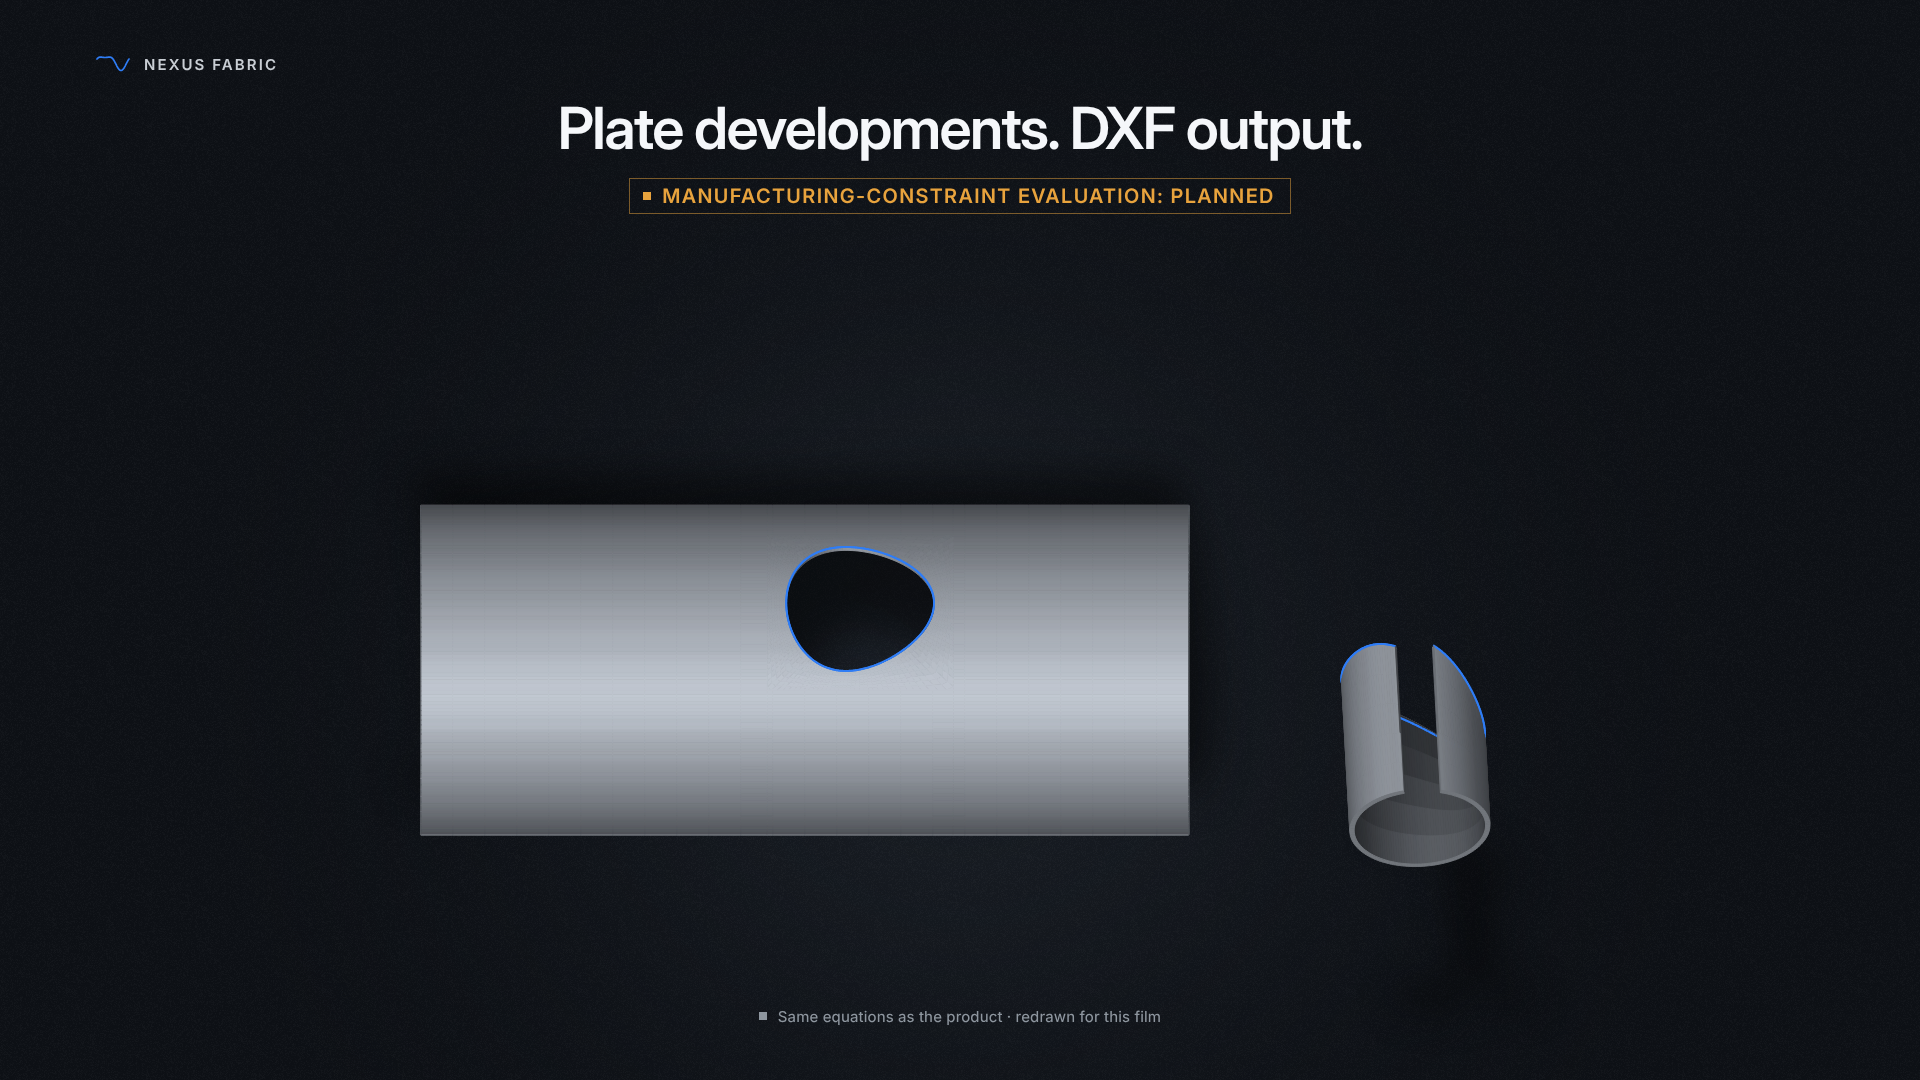 NEXUS FABRIC
Plate developments. DXF output.
MANUFACTURING-CONSTRAINT EVALUATION: PLANNED
Same equations as the product · redrawn for this film